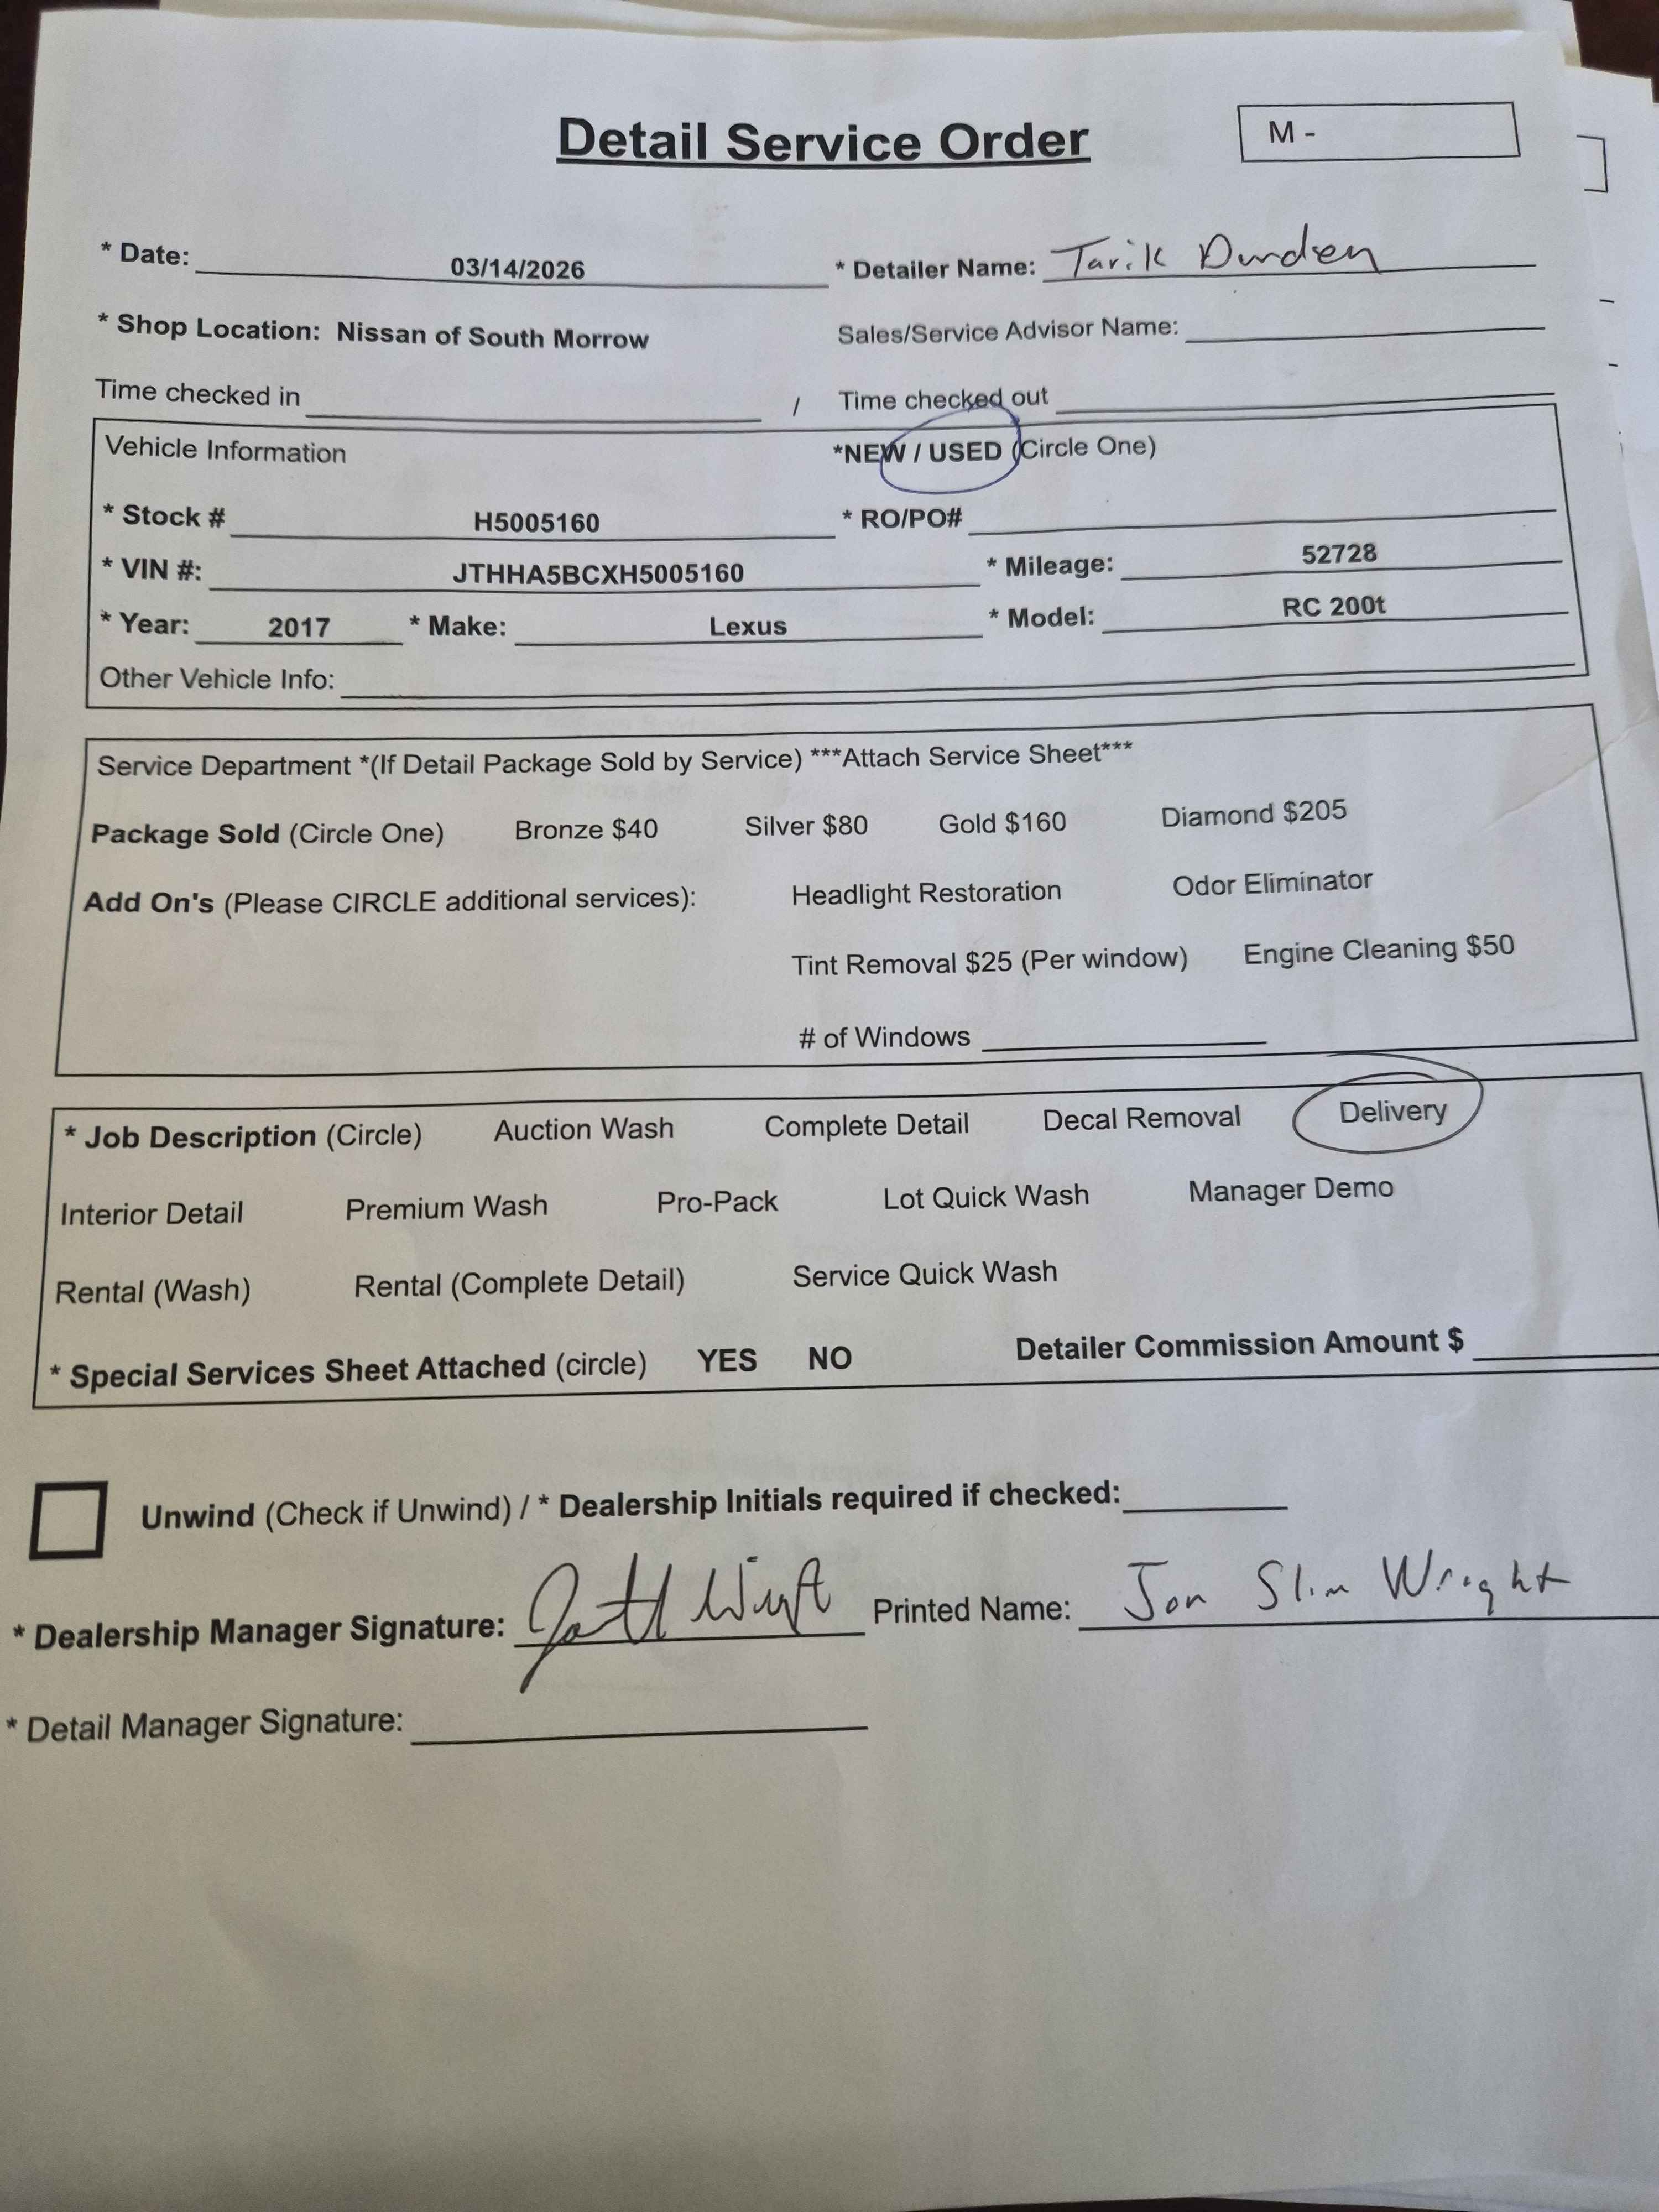 Detail Service Order
M -
* Date: 03/14/2026 * Detailer Name: Tarik Durden
* Shop Location: Nissan of South Morrow Sales/Service Advisor Name:
Time checked in / Time checked out
Vehicle Information *NEW / USED (Circle One)
* Stock # H5005160 * RO/PO#
* VIN #: JTHHA5BCXH5005160 * Mileage: 52728
* Year: 2017 * Make: Lexus * Model: RC 200t
Other Vehicle Info:
Service Department *(If Detail Package Sold by Service) ***Attach Service Sheet***
Package Sold (Circle One) Bronze $40 Silver $80 Gold $160 Diamond $205
Add On's (Please CIRCLE additional services): Headlight Restoration Odor Eliminator
Tint Removal $25 (Per window) Engine Cleaning $50
# of Windows
* Job Description (Circle) Auction Wash Complete Detail Decal Removal Delivery
Interior Detail Premium Wash Pro-Pack Lot Quick Wash Manager Demo
Rental (Wash) Rental (Complete Detail) Service Quick Wash
* Special Services Sheet Attached (circle) YES NO Detailer Commission Amount $
Unwind (Check if Unwind) / * Dealership Initials required if checked:
* Dealership Manager Signature: Printed Name: Jon Slim Wright
* Detail Manager Signature: